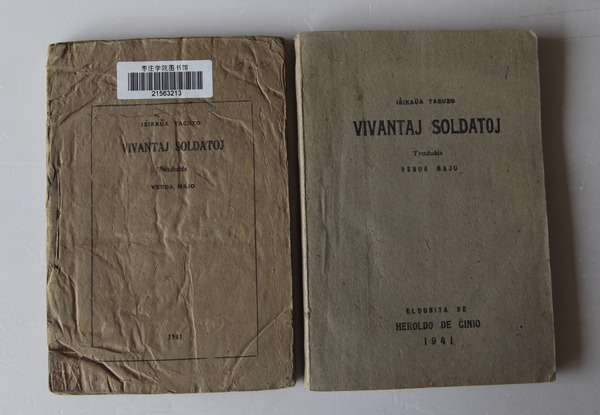 枣庄学院图书馆
21563213
IŜIKAŬA TACUZO
VIVANTAJ SOLDATOJ
Tradukis
VERDA MAJO
1941
IŜIKAŬA TACUZO
VIVANTAJ SOLDATOJ
Tradukis
VERDA MAJO
ELDONITA DE
HEROLDO DE ĈINIO
1941